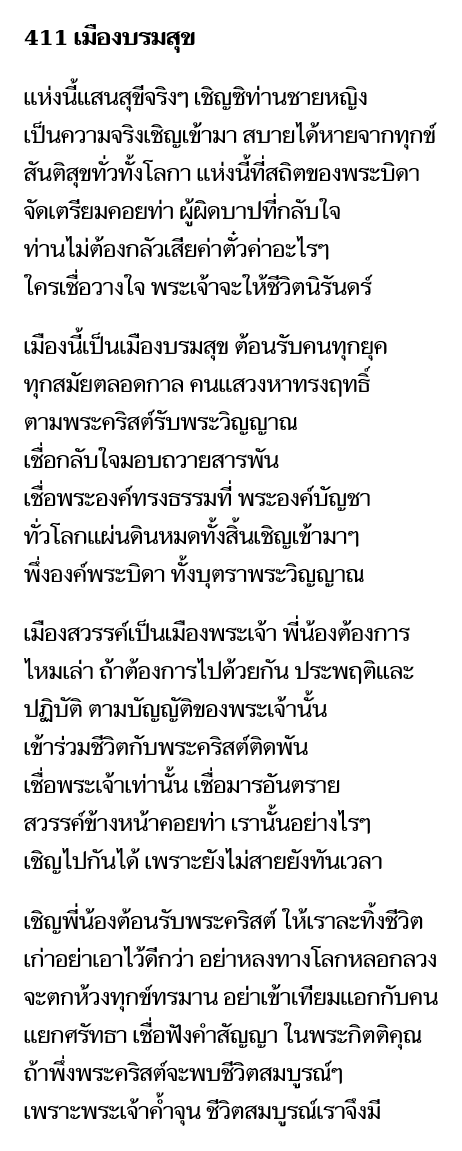 411 เมืองบรมสุข
แห่งนี้แสนสุขีจริงๆ เชิญซิท่านชายหญิง
เป็นความจริงเชิญเข้ามา สบายได้หายจากทุกข์
สันติสุขทั่วทั้งโลกา แห่งนี้ที่สถิตของพระบิดา
จัดเตรียมคอยท่า ผู้ผิดบาปที่กลับใจ
ท่านไม่ต้องกลัวเสียค่าตั๋วค่าอะไรๆ
ใครเชื่อวางใจ พระเจ้าจะให้ชีวิตนิรันดร์
เมืองนี้เป็นเมืองบรมสุข ต้อนรับคนทุกยุค
ทุกสมัยตลอดกาล คนแสวงหาทรงฤทธิ์
ตามพระคริสต์รับพระวิญญาณ
เชื่อกลับใจมอบถวายสารพัน
เชื่อพระองค์ทรงธรรมที่ พระองค์บัญชา
ทั่วโลกแผ่นดินหมดทั้งสิ้นเชิญเข้ามาๆ
พึ่งองค์พระบิดา ทั้งบุตราพระวิญญาณ
เมืองสวรรค์เป็นเมืองพระเจ้า พี่น้องต้องการ
ไหมเล่า ถ้าต้องการไปด้วยกัน ประพฤติและ
ปฏิบัติ ตามบัญญัติของพระเจ้านั้น
เข้าร่วมชีวิตกับพระคริสต์ติดพัน
เชื่อพระเจ้าเท่านั้น เชื่อมารอันตราย
สวรรค์ข้างหน้าคอยท่า เรานั้นอย่างไรๆ
เชิญไปกันได้ เพราะยังไม่สายยังทันเวลา
เชิญพี่น้องต้อนรับพระคริสต์ ให้เราละทิ้งชีวิต
เก่าอย่าเอาไว้ดีกว่า อย่าหลงทางโลกหลอกลวง
จะตกห้วงทุกข์ทรมาน อย่าเข้าเทียมแอกกับคน
แยกศรัทธา เชื่อฟังคำสัญญา ในพระกิตติคุณ
ถ้าพึ่งพระคริสต์จะพบชีวิตสมบูรณ์ๆ
เพราะพระเจ้าค้ำจุน ชีวิตสมบูรณ์เราจึงมี